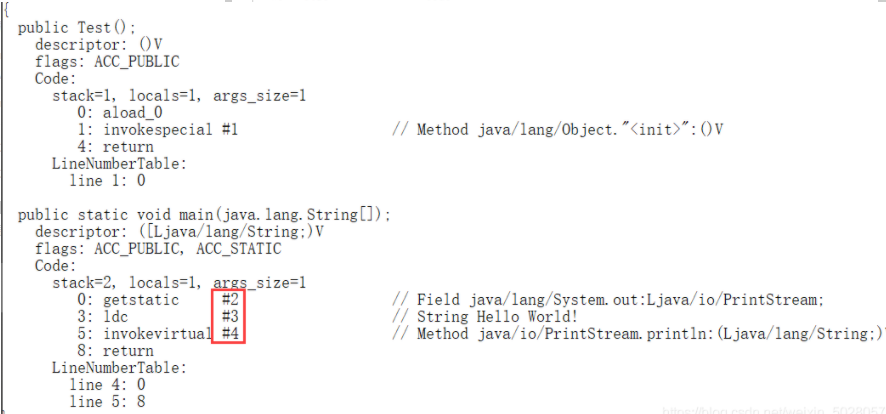 {
  public Test();
    descriptor: ()V
    flags: ACC_PUBLIC
    Code:
      stack=1, locals=1, args_size=1
         0: aload_0
         1: invokespecial #1                  // Method java/lang/Object."<init>":()V
         4: return
      LineNumberTable:
        line 1: 0

  public static void main(java.lang.String[]);
    descriptor: ([Ljava/lang/String;)V
    flags: ACC_PUBLIC, ACC_STATIC
    Code:
      stack=2, locals=1, args_size=1
         0: getstatic     #2                  // Field java/lang/System.out:Ljava/io/PrintStream;
         3: ldc           #3                  // String Hello World!
         5: invokevirtual #4                  // Method java/io/PrintStream.println:(Ljava/lang/String;)
         8: return
      LineNumberTable:
        line 4: 0
        line 5: 8